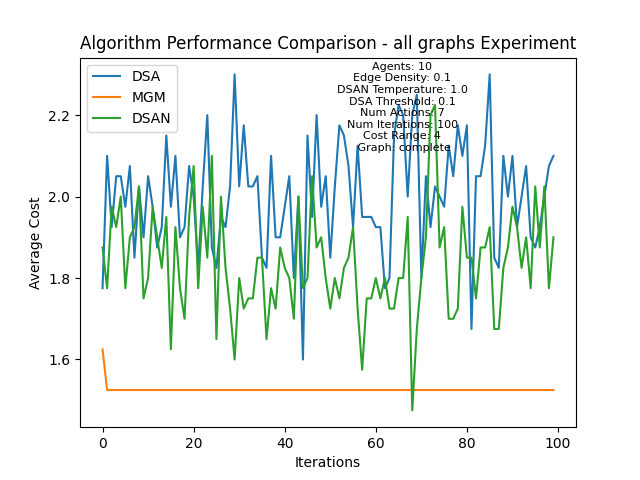 Algorithm Performance Comparison - all graphs Experiment
DSA
MGM
DSAN
Agents: 10
Edge Density: 0.1
DSAN Temperature: 1.0
DSA Threshold: 0.1
Num Actions: 7
Num Iterations: 100
Cost Range: 4
Graph: complete
Average Cost
2.2
2.0
1.8
1.6
0
20
40
60
80
100
Iterations